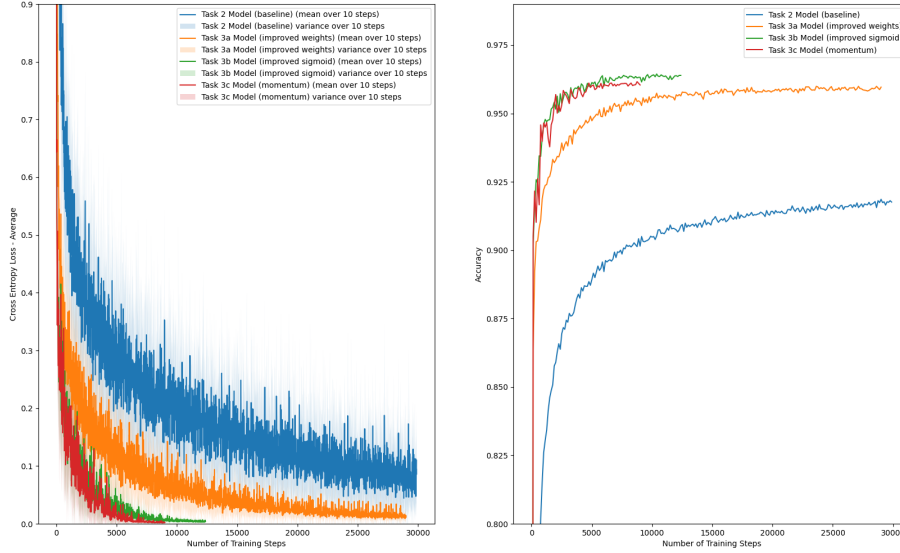 0.9
0.8
0.7
0.6
0.5
0.4
0.3
0.2
0.1
0.0
Cross Entropy Loss - Average
0
5000
10000
15000
20000
25000
30000
Number of Training Steps
Task 2 Model (baseline) (mean over 10 steps)
Task 2 Model (baseline) variance over 10 steps
Task 3a Model (improved weights) (mean over 10 steps)
Task 3a Model (improved weights) variance over 10 steps
Task 3b Model (improved sigmoid) (mean over 10 steps)
Task 3b Model (improved sigmoid) variance over 10 steps
Task 3c Model (momentum) (mean over 10 steps)
Task 3c Model (momentum) variance over 10 steps
0.975
0.950
0.925
0.900
0.875
0.850
0.825
0.800
Accuracy
0
5000
10000
15000
20000
25000
3000
Number of Training Steps
Task 2 Model (baseline)
Task 3a Model (improved weights)
Task 3b Model (improved sigmoid
Task 3c Model (momentum)